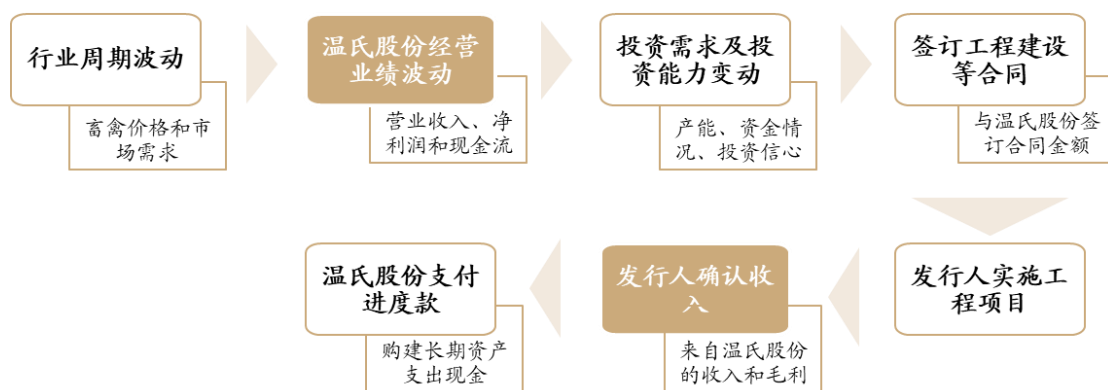 行业周期波动
畜禽价格和市
场需求
温氏股份经营
业绩波动
营业收入、净
利润和现金流
投资需求及投
资能力变动
产能、资金情
况、投资信心
签订工程建设
等合同
与温氏股份签
订合同金额
发行人实施工
程项目
发行人确认收
入
来自温氏股份
的收入和毛利
温氏股份支付
进度款
购建长期资产
支出现金